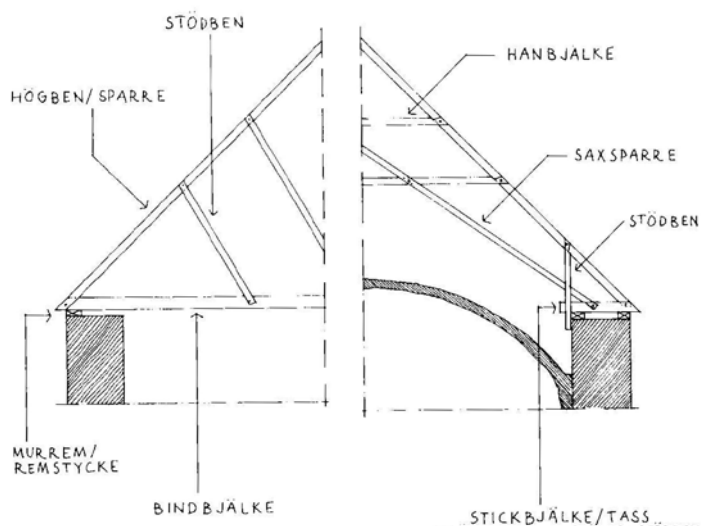 STÖDBEN
HÖGBEN/SPARRE
HANBJÄLKE
SAXSPARRE
STÖDBEN
MURREM/
REMSTYCKE
BINDBJÄLKE
STICKBJÄLKE/TASS